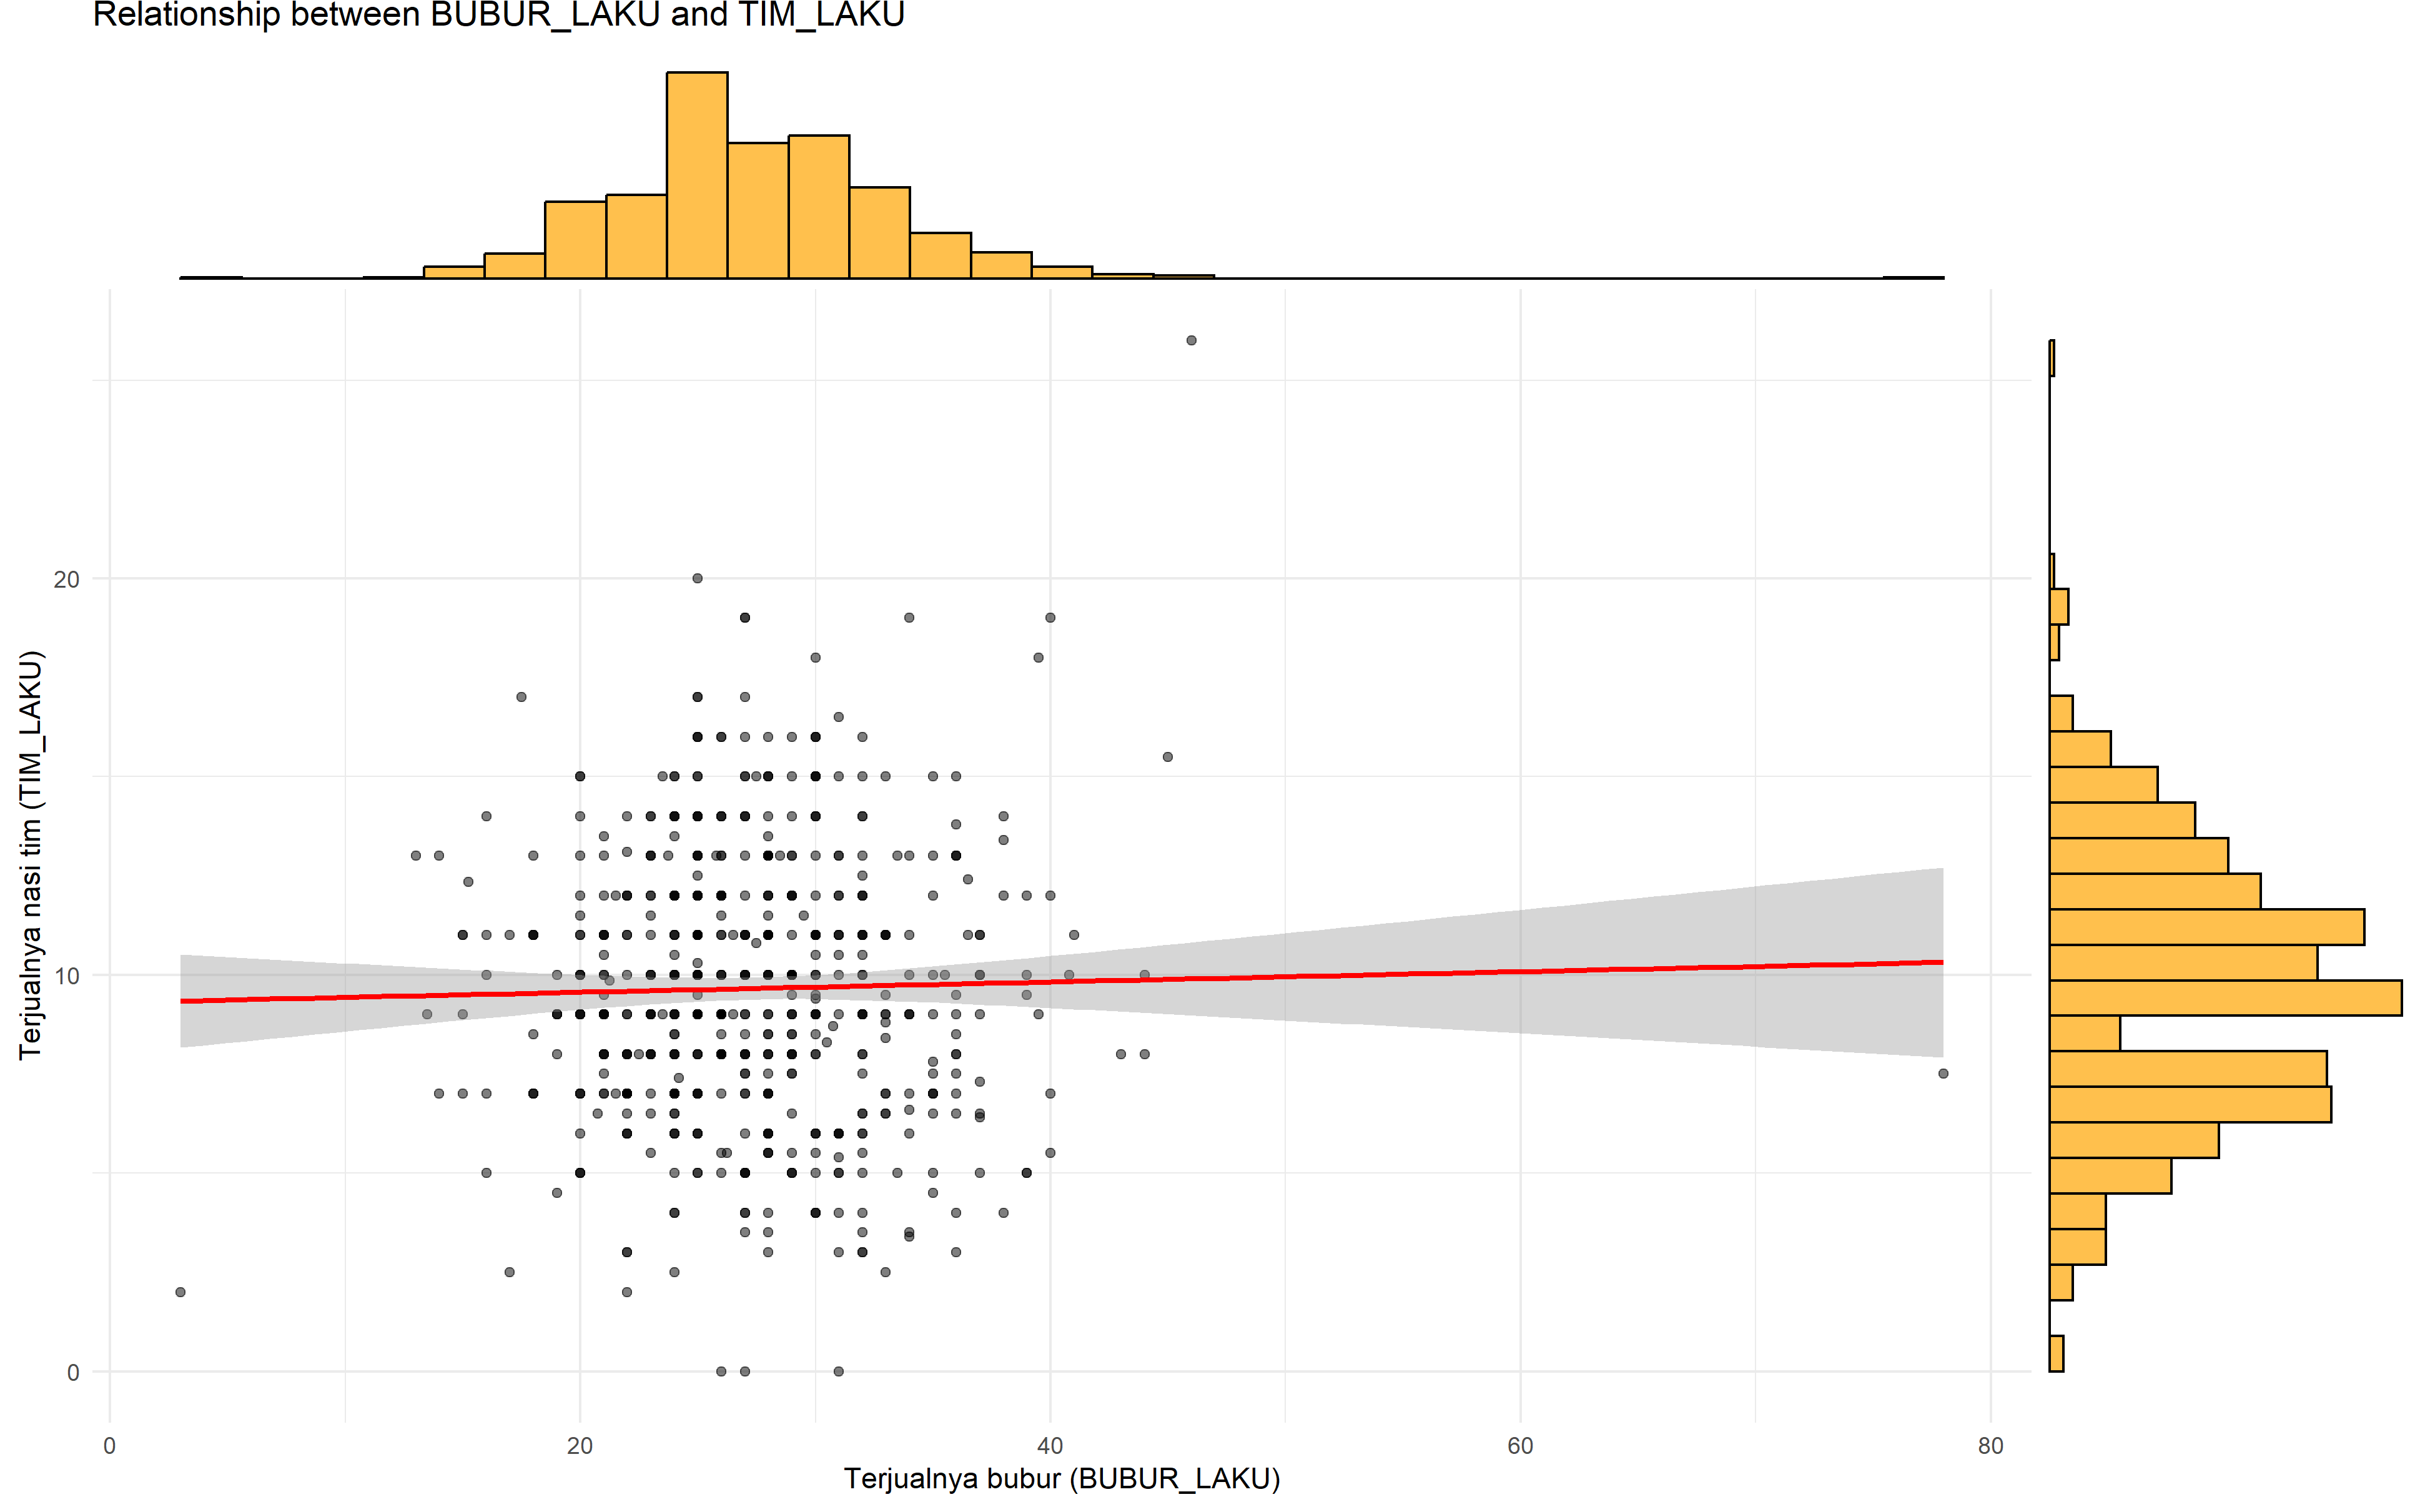 Relationship between BUBUR_LAKU and TIM_LAKU
Terjualnya nasi tim (TIM_LAKU)
20
10
0
0
20
40
60
80
Terjualnya bubur (BUBUR_LAKU)